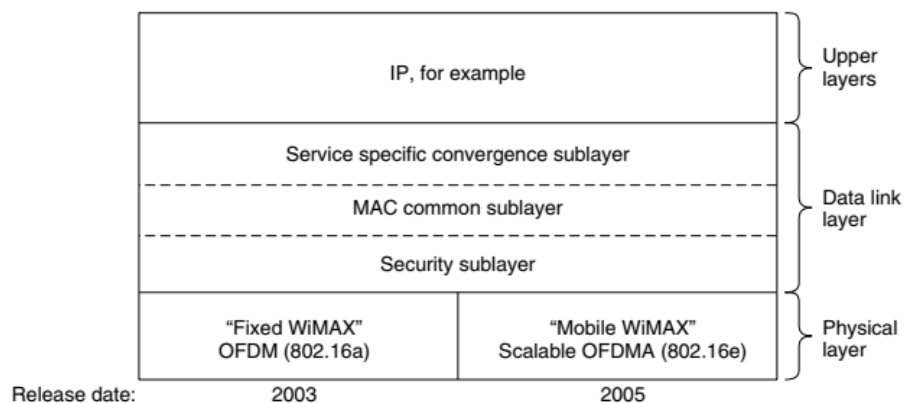 IP, for example
Upper
layers
Service specific convergence sublayer
MAC common sublayer
Security sublayer
Data link
layer
“Fixed WiMAX”
OFDM (802.16a)
“Mobile WiMAX”
Scalable OFDMA (802.16e)
Physical
layer
Release date: 2003 2005